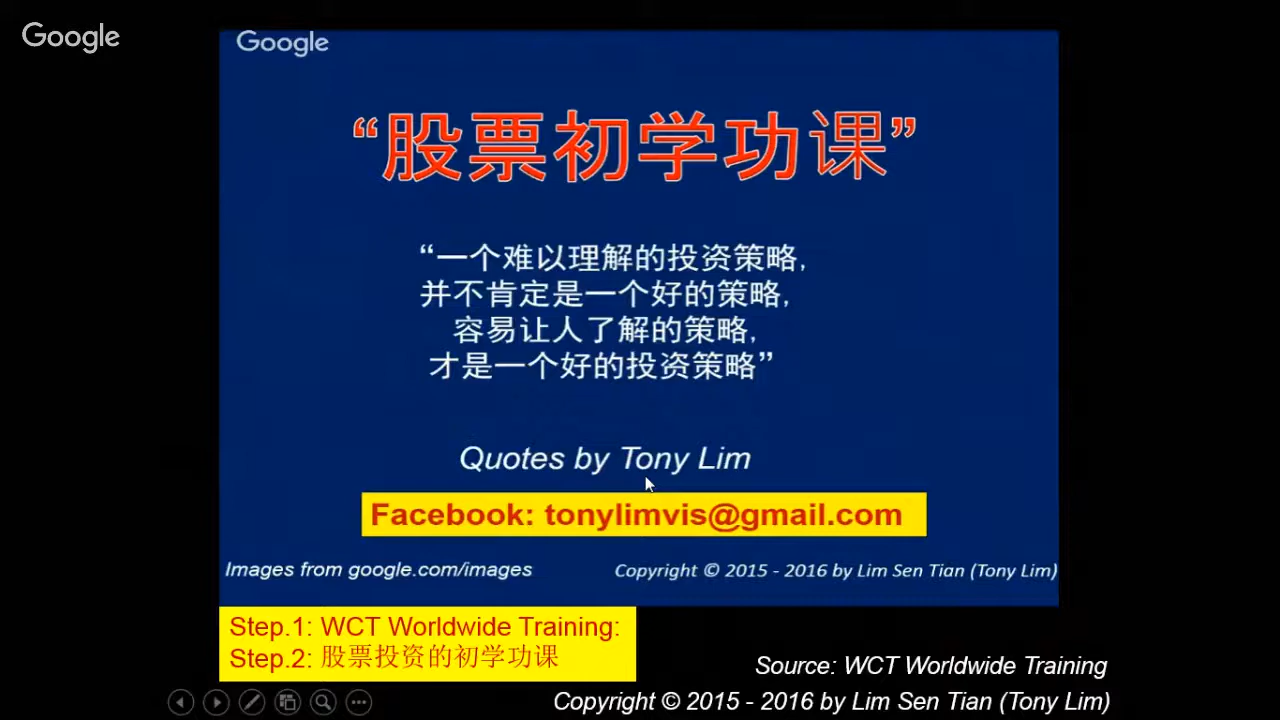 Google
Google
“股票初学功课”
“一个难以理解的投资策略,
并不肯定是一个好的策略,
容易让人了解的策略,
才是一个好的投资策略”
Quotes by Tony Lim
Facebook: tonylimvis@gmail.com
Images from google.com/images
Copyright © 2015 - 2016 by Lim Sen Tian (Tony Lim)
Step.1: WCT Worldwide Training:
Step.2: 股票投资的初学功课
Source: WCT Worldwide Training
Copyright © 2015 - 2016 by Lim Sen Tian (Tony Lim)